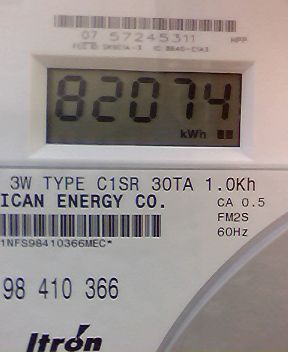 07 57245311 MPP
82074
kWh
3W TYPE C1SR 30TA 1.0Kh
ICAN ENERGY CO. CA 0.5
FM2S
1NFS98410366MEC* 60Hz
98 410 366
Itron